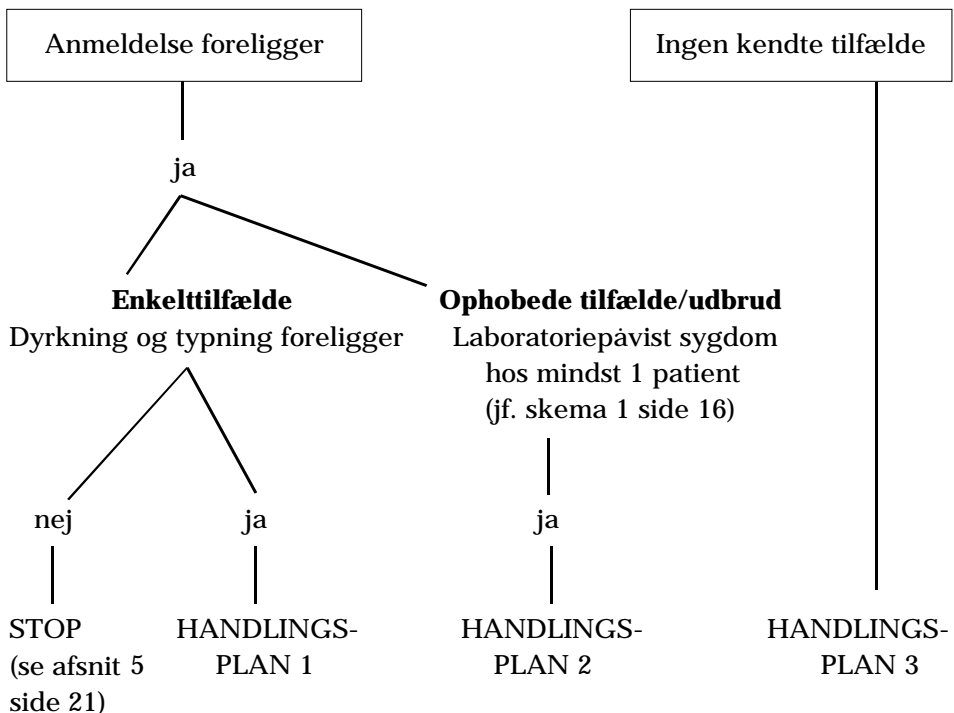 Anmeldelse foreligger
Ingen kendte tilfælde
ja
Enkelttilfælde
Dyrkning og typning foreligger
Ophobede tilfælde/udbrud
Laboratoriepåvist sygdom
hos mindst 1 patient
(jf. skema 1 side 16)
nej
ja
ja
STOP
(se afsnit 5
side 21)
HANDLINGS-
PLAN 1
HANDLINGS-
PLAN 2
HANDLINGS-
PLAN 3